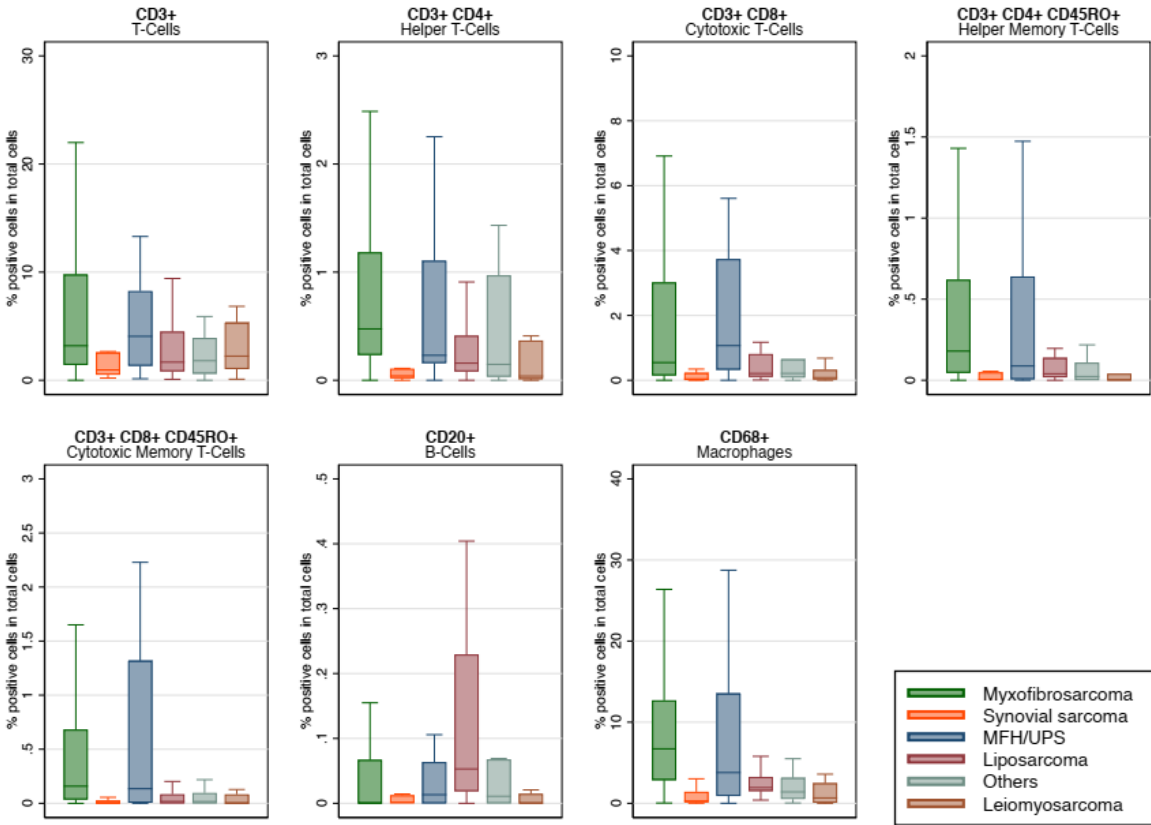 CD3+
T-Cells
% positive cells in total cells
30
20
10
0
CD3+ CD4+
Helper T-Cells
% positive cells in total cells
3
2
1
0
CD3+ CD8+
Cytotoxic T-Cells
% positive cells in total cells
10
8
6
4
2
0
CD3+ CD4+ CD45RO+
Helper Memory T-Cells
% positive cells in total cells
2
1.5
1
.5
0
CD3+ CD8+ CD45RO+
Cytotoxic Memory T-Cells
% positive cells in total cells
3
2.5
2
1.5
1
.5
0
CD20+
B-Cells
% positive cells in total cells
.5
.4
.3
.2
.1
0
CD68+
Macrophages
% positive cells in total cells
40
30
20
10
0
Myxofibrosarcoma
Synovial sarcoma
MFH/UPS
Liposarcoma
Others
Leiomyosarcoma